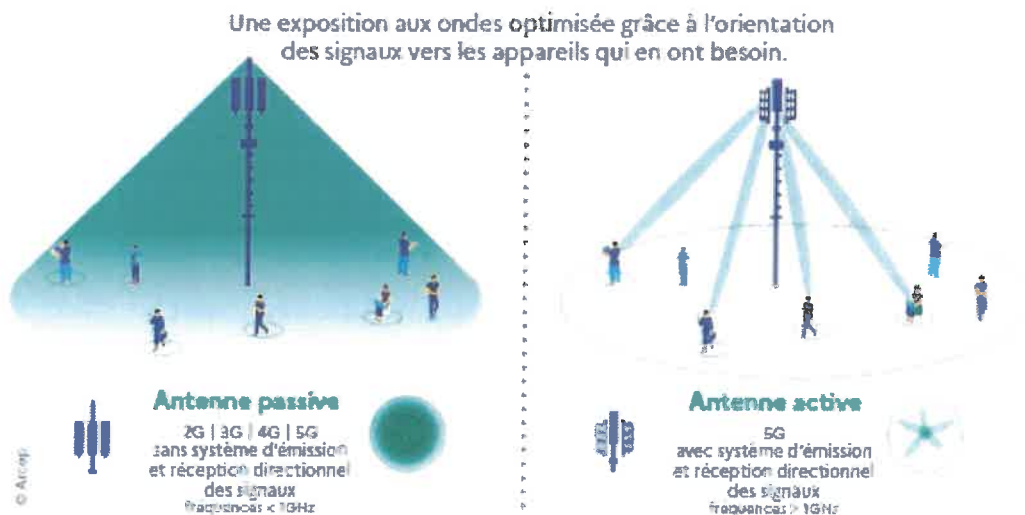 Une exposition aux ondes optimisée grâce à l'orientation
des signaux vers les appareils qui en ont besoin.
Antenne passive
2G | 3G | 4G | 5G
sans système d'émission
et réception directionnel
des signaux
fréquences < 1GHz
© Arcep
Antenne active
5G
avec système d'émission
et réception directionnel
des signaux
fréquences > 1GHz